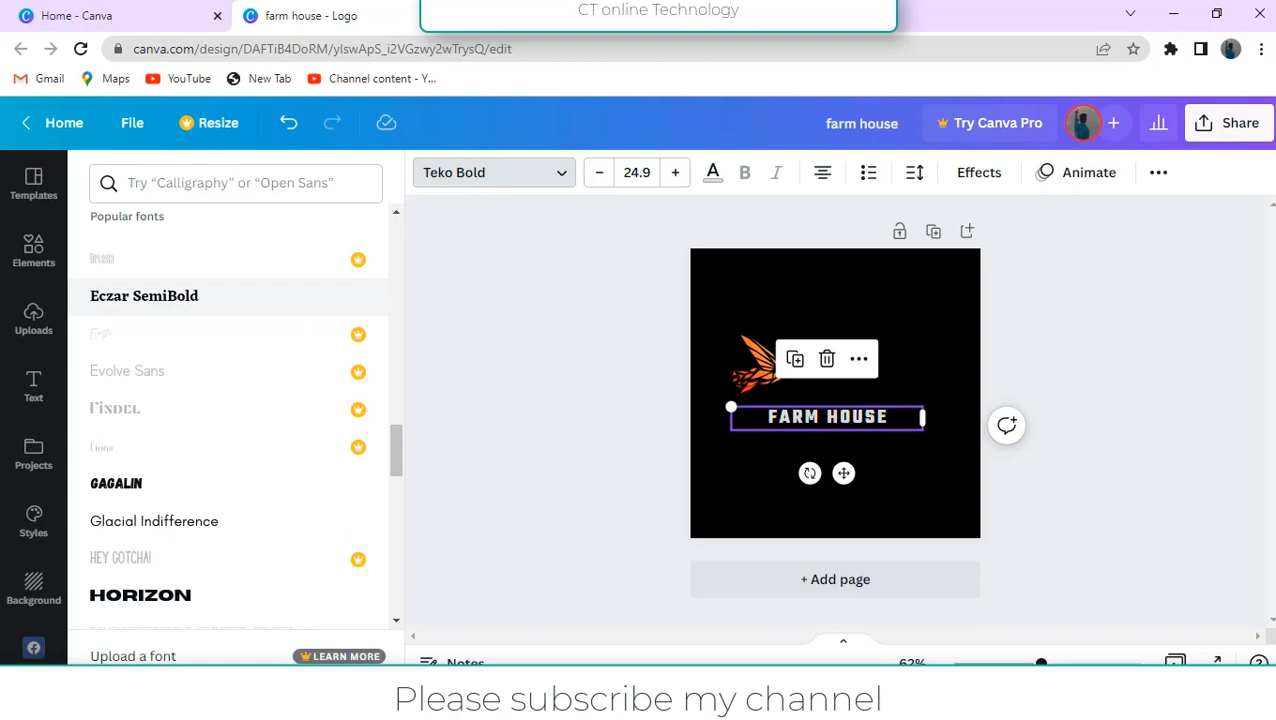 CT online Technology
Home - Canva
farm house - Logo
canva.com/design/DAFTiB4DoRM/ylswApS_i2VGzwy2wTrysQ/edit
Gmail
Maps
YouTube
New Tab
Channel content - Y...
Home
File
Resize
farm house
Try Canva Pro
Share
Templates
Elements
Uploads
Text
Projects
Styles
Background
Try “Calligraphy” or “Open Sans”
Popular fonts
Eczar SemiBold
Evolve Sans
FINDEL
GAGALIN
Glacial Indifference
HEY GOTCHA!
HORIZON
Upload a font
LEARN MORE
Teko Bold
24.9
A
B
I
Effects
Animate
FARM HOUSE
+ Add page
Notes
62%
Please subscribe my channel